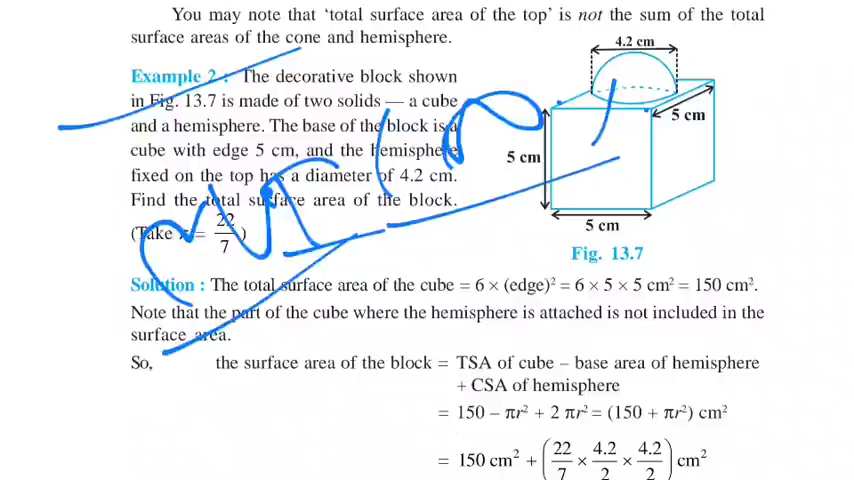 You may note that ‘total surface area of the top’ is not the sum of the total
surface areas of the cone and hemisphere.
Example 2 : The decorative block shown
in Fig. 13.7 is made of two solids — a cube
and a hemisphere. The base of the block is a
cube with edge 5 cm, and the hemisphere
fixed on the top has a diameter of 4.2 cm.
Find the total surface area of the block.
(Take π = 22/7 )
4.2 cm
5 cm
5 cm
5 cm
Fig. 13.7
Solution : The total surface area of the cube = 6 × (edge)² = 6 × 5 × 5 cm² = 150 cm².
Note that the part of the cube where the hemisphere is attached is not included in the
surface area.
So, the surface area of the block = TSA of cube – base area of hemisphere
+ CSA of hemisphere
= 150 – πr² + 2 πr² = (150 + πr²) cm²
= 150 cm² + (22/7 × 4.2/2 × 4.2/2) cm²